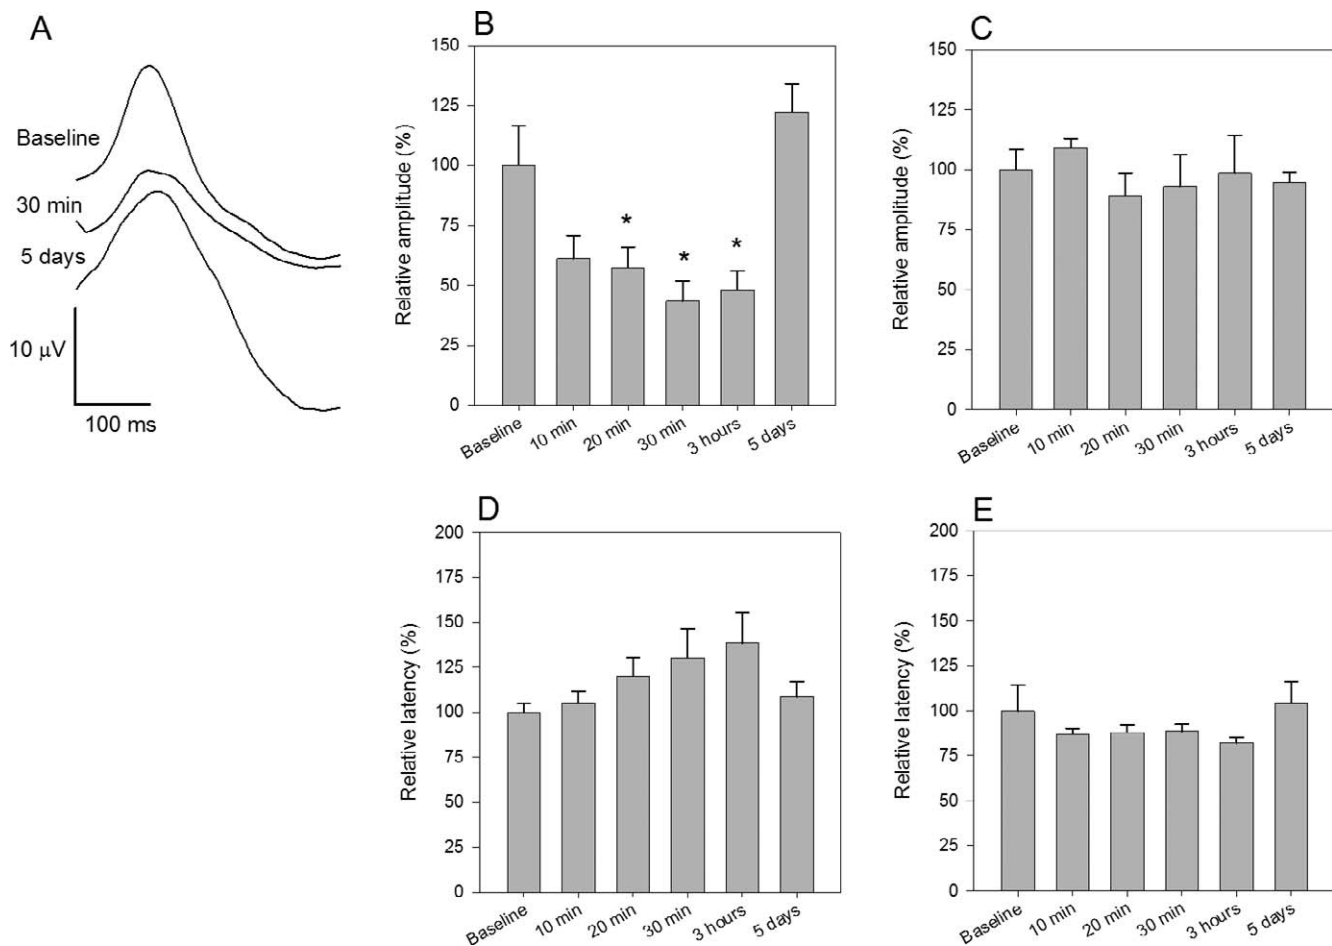 A
Baseline
30 min
5 days
10 μV
100 ms
B
Relative amplitude (%)
150
125
100
75
50
25
0
*
*
*
Baseline
10 min
20 min
30 min
3 hours
5 days
C
Relative amplitude (%)
150
125
100
75
50
25
0
Baseline
10 min
20 min
30 min
3 hours
5 days
D
Relative latency (%)
200
175
150
125
100
75
50
25
0
Baseline
10 min
20 min
30 min
3 hours
5 days
E
Relative latency (%)
200
175
150
125
100
75
50
25
0
Baseline
10 min
20 min
30 min
3 hours
5 days